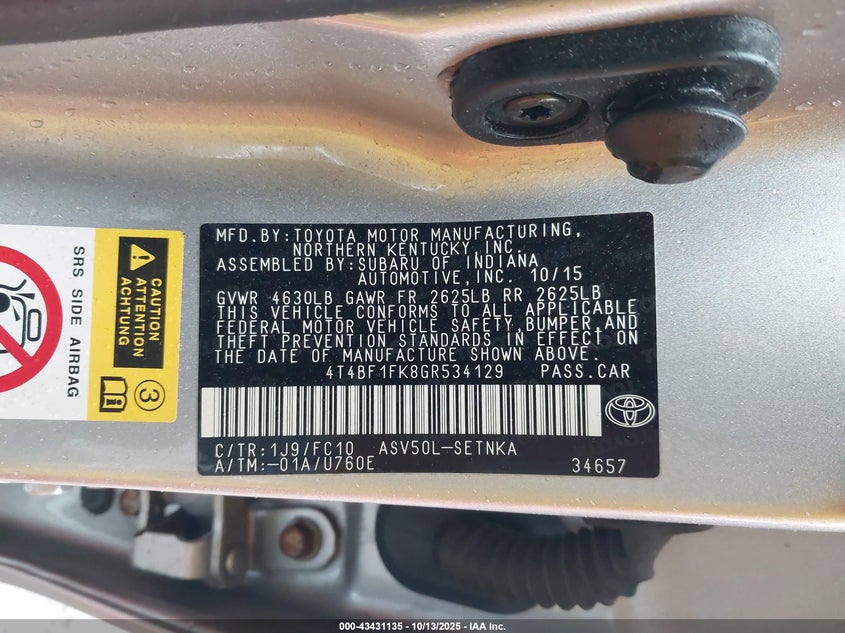 MFD.BY:TOYOTA MOTOR MANUFACTURING,
NORTHERN KENTUCKY, INC.
ASSEMBLED BY:SUBARU OF INDIANA
AUTOMOTIVE,INC. 10/15
GVWR 4630LB GAWR FR 2625LB RR 2625LB
THIS VEHICLE CONFORMS TO ALL APPLICABLE
FEDERAL MOTOR VEHICLE SAFETY,BUMPER,AND
THEFT PREVENTION STANDARDS IN EFFECT ON
THE DATE OF MANUFACTURE SHOWN ABOVE.
4T4BF1FK8GR534129 PASS.CAR
C/TR:1J9/FC10 ASV50L-SETNKA
A/TM:-01A/U760E 34657
SRS SIDE AIRBAG
CAUTION
ATTENTION
ACHTUNG
3
000-43431135 - 10/13/2025 - IAA Inc.